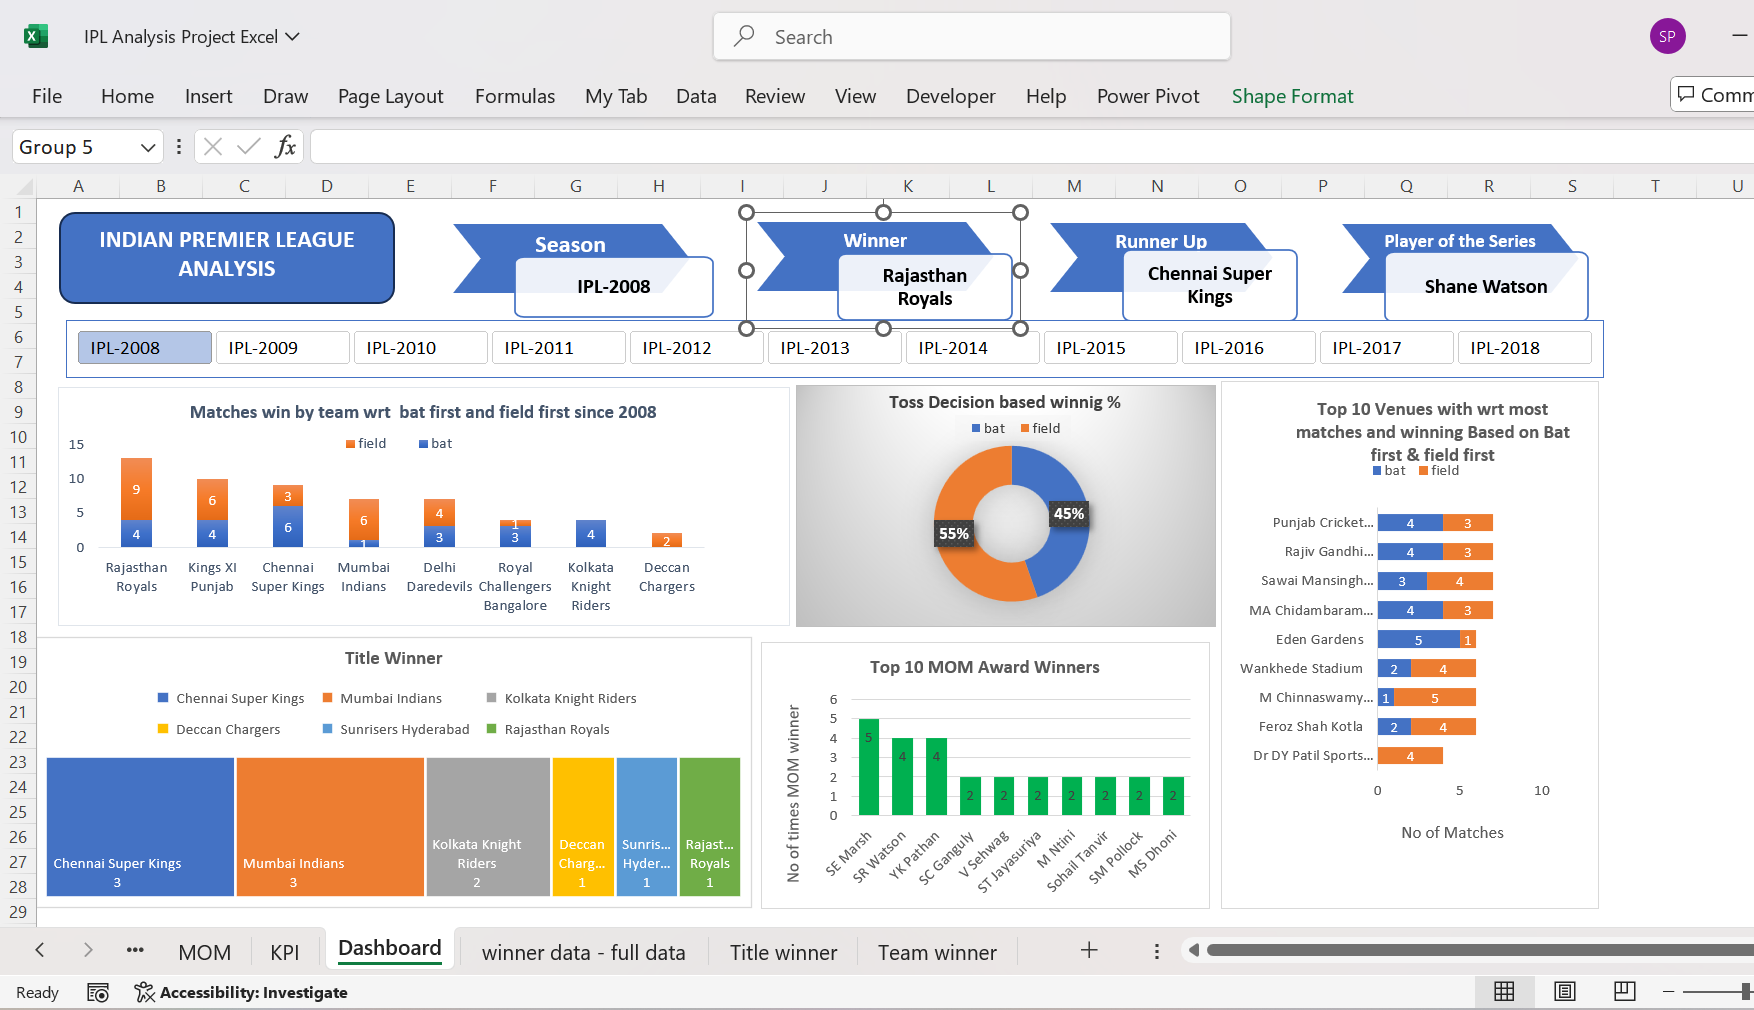 IPL Analysis Project Excel
Search
SP
File Home Insert Draw Page Layout Formulas My Tab Data Review View Developer Help Power Pivot Shape Format Comm
Group 5 fx
A B C D E F G H I J K L M N O P Q R S T U
1
2
3
4
5
6
7
8
9
10
11
12
13
14
15
16
17
18
19
20
21
22
23
24
25
26
27
28
29
INDIAN PREMIER LEAGUE
ANALYSIS
Season
IPL-2008
Winner
Rajasthan
Royals
Runner Up
Chennai Super
Kings
Player of the Series
Shane Watson
IPL-2008 IPL-2009 IPL-2010 IPL-2011 IPL-2012 IPL-2013 IPL-2014 IPL-2015 IPL-2016 IPL-2017 IPL-2018
Matches win by team wrt bat first and field first since 2008
field bat
15
10
5
0
9 6 3 6 4 1 2
4 4 6 1 3 3 4
Rajasthan
Royals
Kings XI
Punjab
Chennai
Super Kings
Mumbai
Indians
Delhi
Daredevils
Royal
Challengers
Bangalore
Kolkata
Knight
Riders
Deccan
Chargers
Toss Decision based winnig %
bat field
45%
55%
Top 10 Venues with wrt most
matches and winning Based on Bat
first & field first
bat field
Punjab Cricket... 4 3
Rajiv Gandhi... 4 3
Sawai Mansingh... 3 4
MA Chidambaram... 4 3
Eden Gardens 5 1
Wankhede Stadium 2 4
M Chinnaswamy... 1 5
Feroz Shah Kotla 2 4
Dr DY Patil Sports... 4
0 5 10
No of Matches
Title Winner
Chennai Super Kings Mumbai Indians Kolkata Knight Riders
Deccan Chargers Sunrisers Hyderabad Rajasthan Royals
Chennai Super Kings
3
Mumbai Indians
3
Kolkata Knight
Riders
2
Deccan
Charg...
1
Sunris...
Hyder...
1
Rajast...
Royals
1
Top 10 MOM Award Winners
No of times MOM winner
6
5
4
3
2
1
0
5 4 4 2 2 2 2 2 2 2
SE Marsh
SR Watson
YK Pathan
SC Ganguly
V Sehwag
ST Jayasuriya
M Ntini
Sohail Tanvir
SM Pollock
MS Dhoni
MOM KPI Dashboard winner data - full data Title winner Team winner
Ready Accessibility: Investigate